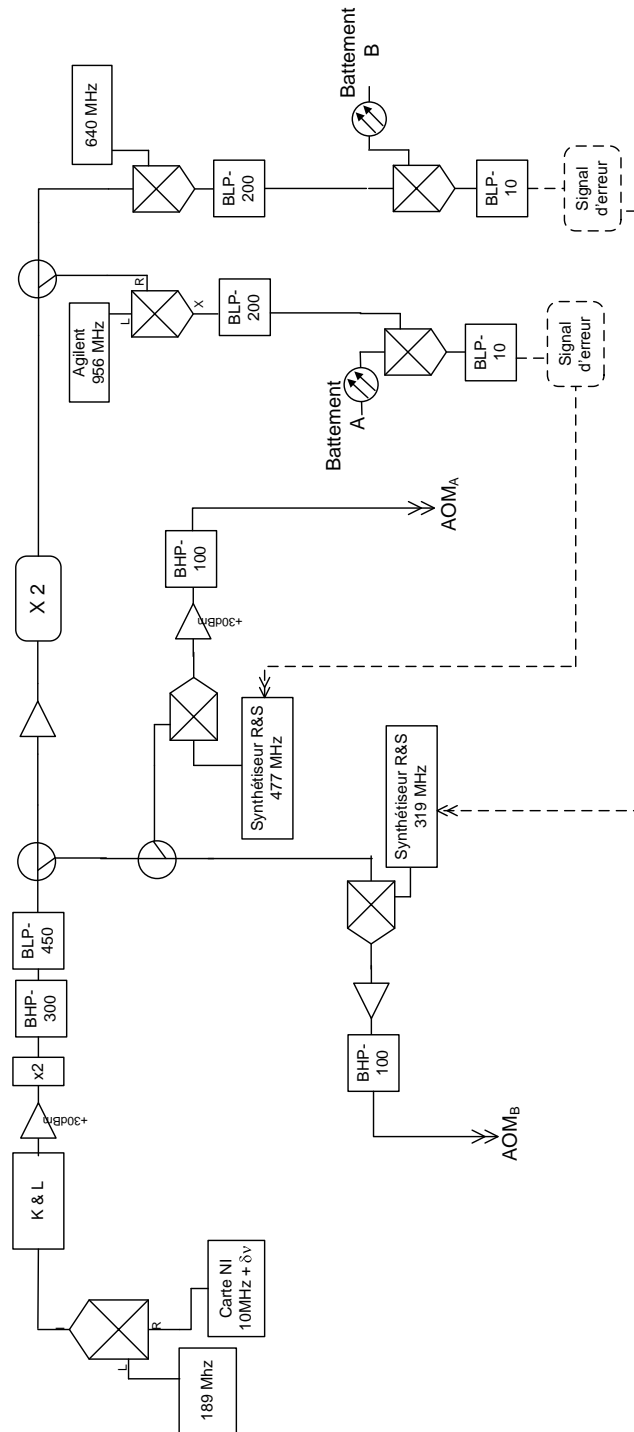 189 Mhz
L
Carte NI
10MHz + δν
R
I
K & L
+30dBm
x2
BHP-
300
BLP-
450
X 2
Synthétiseur R&S
477 MHz
+30dBm
BHP-
100
AOM_A
Synthétiseur R&S
319 MHz
BHP-
100
AOM_B
Agilent
956 MHz
L
R
X
BLP-
200
Battement
A
BLP-
10
Signal
d'erreur
640 MHz
BLP-
200
Battement
B
BLP-
10
Signal
d'erreur